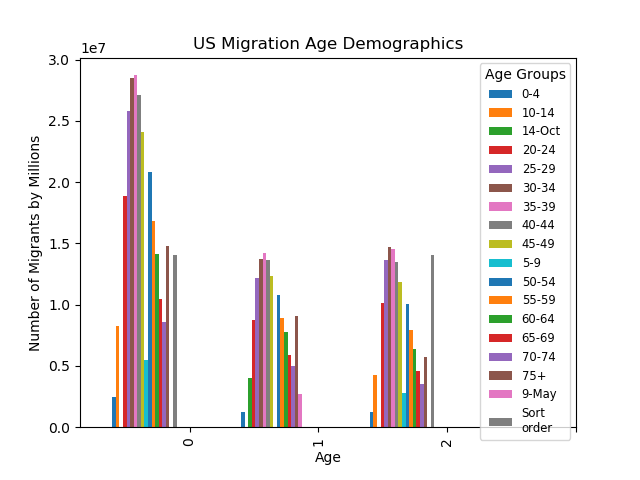 US Migration Age Demographics
1e7
3.0
2.5
2.0
1.5
1.0
0.5
0.0
Number of Migrants by Millions
0
1
2
Age
Age Groups
0-4
10-14
14-Oct
20-24
25-29
30-34
35-39
40-44
45-49
5-9
50-54
55-59
60-64
65-69
70-74
75+
9-May
Sort
order